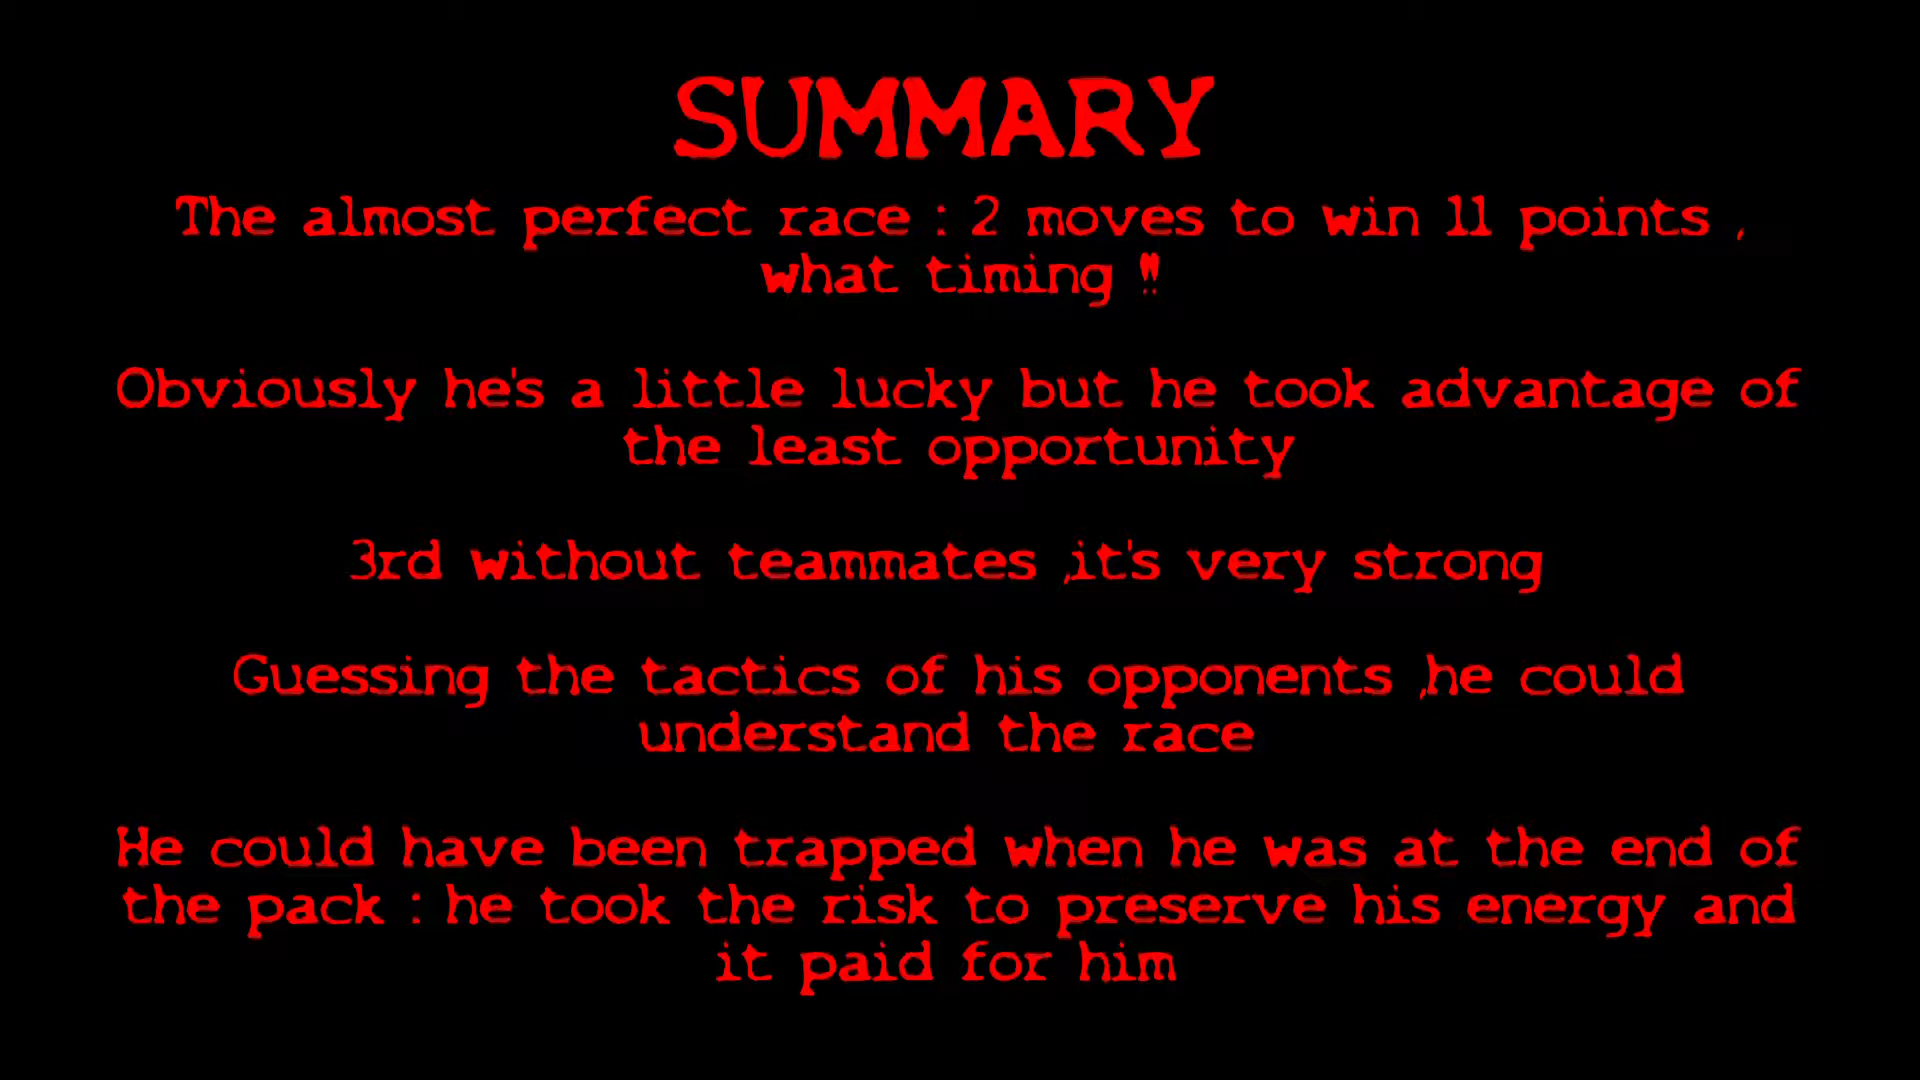 SUMMARY
The almost perfect race : 2 moves to win 11 points ,
what timing !!
Obviously he's a little lucky but he took advantage of
the least opportunity
3rd without teammates ,it's very strong
Guessing the tactics of his opponents ,he could
understand the race
He could have been trapped when he was at the end of
the pack : he took the risk to preserve his energy and
it paid for him